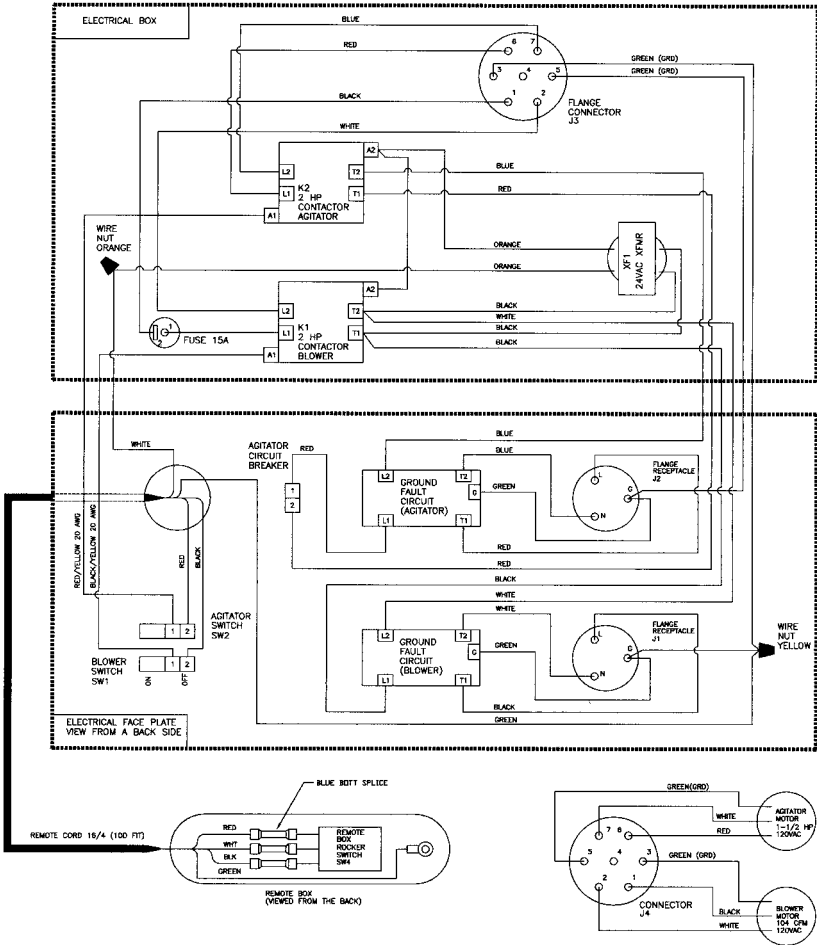 ELECTRICAL BOX
BLUE
RED
BLACK
WHITE
6
7
3
4
5
1
2
GREEN (GRD)
GREEN (GRD)
FLANGE
CONNECTOR
J3
A2
L2
T2
L1
T1
A1
K2
2 HP
CONTACTOR
AGITATOR
BLUE
RED
WIRE
NUT
ORANGE
ORANGE
ORANGE
XF1
24VAC XFMR
A2
L2
T2
L1
T1
A1
K1
2 HP
CONTACTOR
BLOWER
BLACK
WHITE
BLACK
BLACK
1
2
FUSE 15A
WHITE
AGITATOR
CIRCUIT
BREAKER
RED
1
2
BLUE
BLUE
L2
T2
G
L1
T1
GROUND
FAULT
CIRCUIT
(AGITATOR)
GREEN
L
G
N
FLANGE
RECEPTACLE
J2
RED
RED
BLACK
WHITE
WHITE
RED/YELLOW 20 AWG
BLACK/YELLOW 20 AWG
RED
BLACK
1 2
AGITATOR
SWITCH
SW2
BLOWER
SWITCH
SW1
1 2
ON
OFF
L2
T2
G
L1
T1
GROUND
FAULT
CIRCUIT
(BLOWER)
GREEN
L
G
N
FLANGE
RECEPTACLE
J1
WIRE
NUT
YELLOW
BLACK
GREEN
ELECTRICAL FACE PLATE
VIEW FROM A BACK SIDE
BLUE BOTT SPLICE
REMOTE CORD 16/4 (10D FIT)
RED
WHT
BLK
GREEN
REMOTE
BOX
ROCKER
SWITCH
SW4
REMOTE BOX
(VIEWED FROM THE BACK)
GREEN(GRD)
WHITE
RED
AGITATOR
MOTOR
1-1/2 HP
120VAC
7
6
5
4
3
2
1
GREEN (GRD)
CONNECTOR
J4
BLACK
WHITE
BLOWER
MOTOR
104 CFM
120VAC